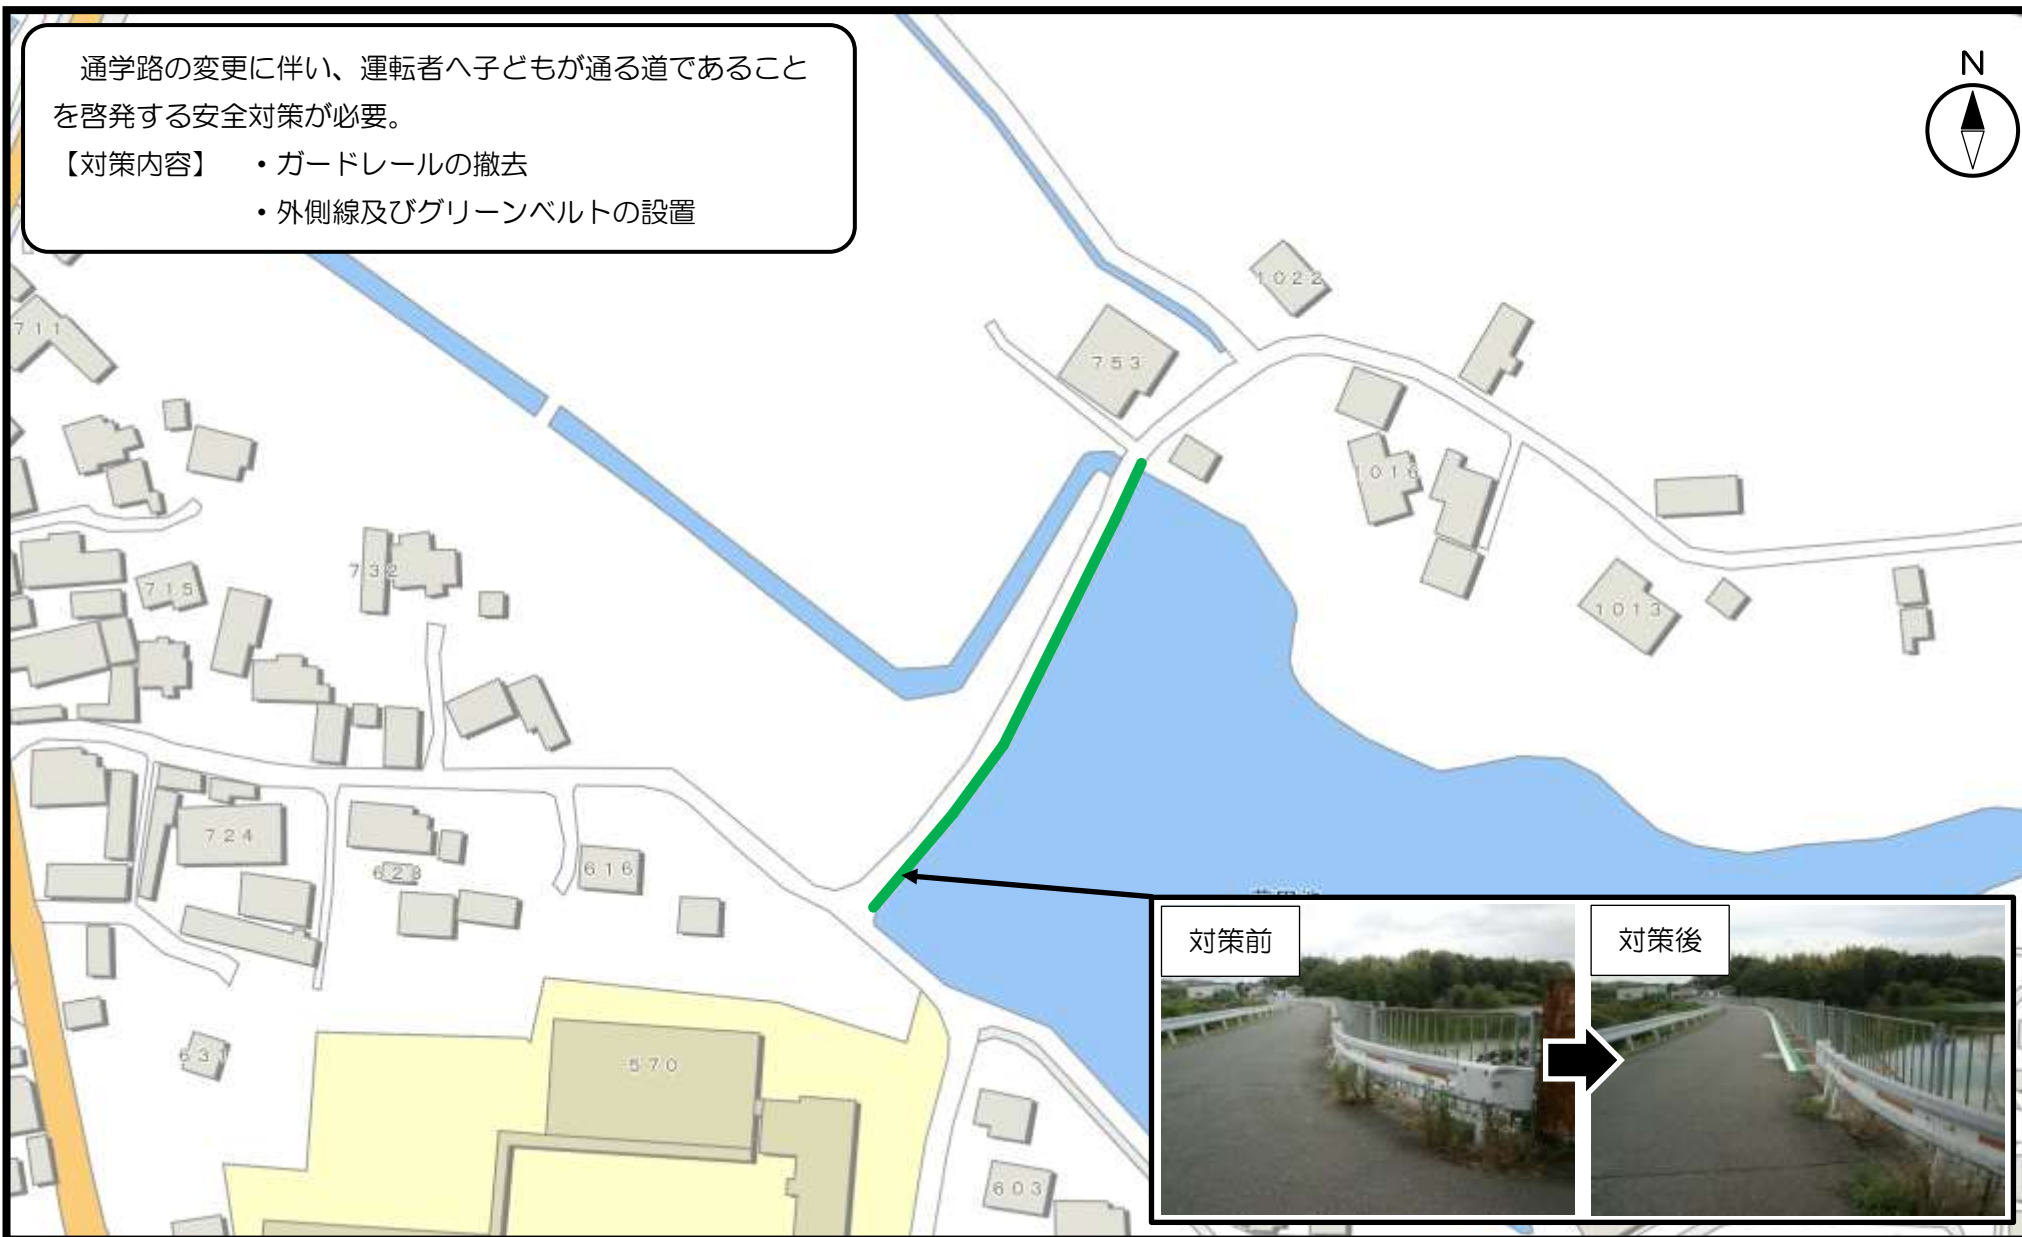 通学路の変更に伴い、運転者へ子どもが通る道であること
を啓発する安全対策が必要。
【対策内容】 ・ガードレールの撤去
・外側線及びグリーンベルトの設置
N
1022
711
753
1016
732
715
1013
724
616
623
対策前
対策後
631
570
603